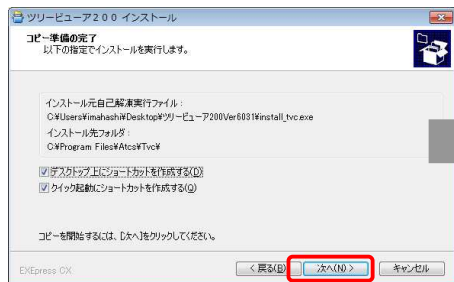 ツリービューア２００ インストール
コピー準備の完了
以下の指定でインストールを実行します。
インストール元自己解凍実行ファイル：
C:¥Users¥imahashi¥Desktop¥ツリービューア200Ver6031¥install_tvc.exe
インストール先フォルダ：
C:¥Program Files¥Atcs¥Tvc¥
デスクトップ上にショートカットを作成する(D)
クイック起動にショートカットを作成する(Q)
コピーを開始するには、[次へ]をクリックしてください。
EXEpress CX
< 戻る(B)
次へ(N) >
キャンセル